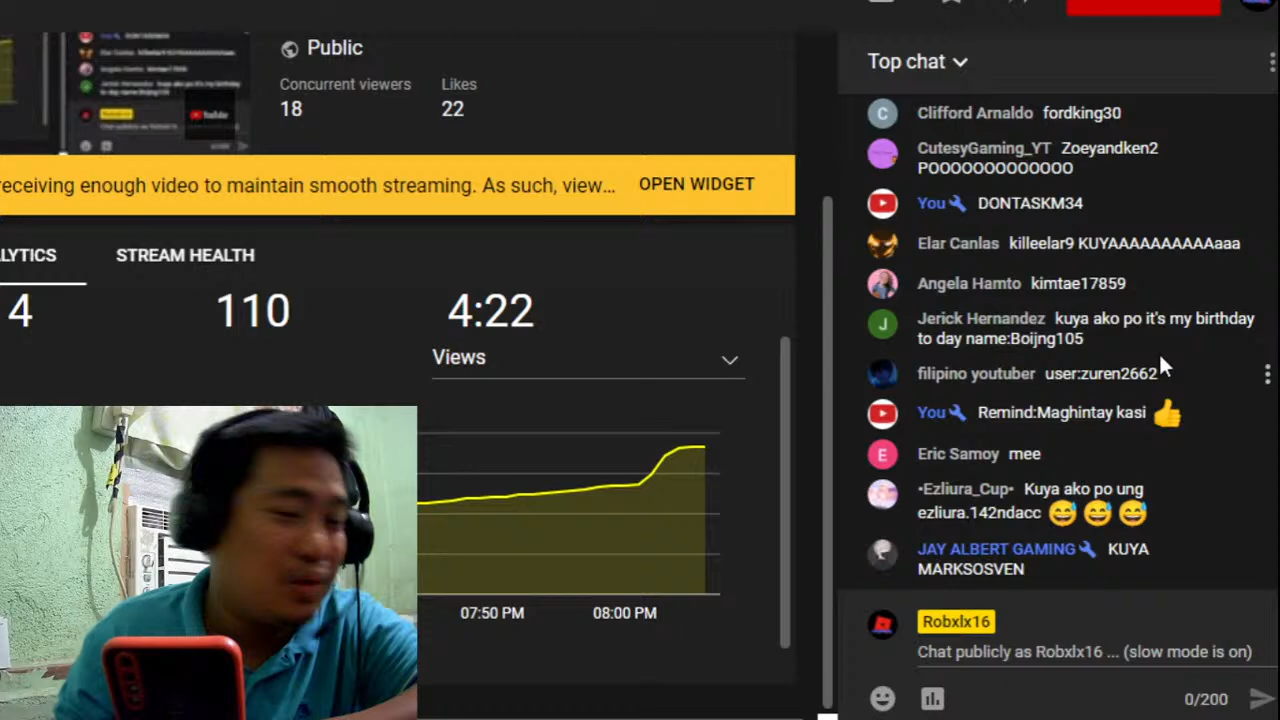 Public
Concurrent viewers
Likes
18
22
receiving enough video to maintain smooth streaming. As such, view...
OPEN WIDGET
LYTICS
STREAM HEALTH
4
110
4:22
Views
07:50 PM
08:00 PM
Top chat
Clifford Arnaldo fordking30
CutesyGaming_YT Zoeyandken2
POOOOOOOOOOOOO
You DONTASKM34
Elar Canlas killeelar9 KUYAAAAAAAAAAaaa
Angela Hamto kimtae17859
Jerick Hernandez kuya ako po it's my birthday
to day name:Boijng105
filipino youtuber user:zuren2662
You Remind:Maghintay kasi 👍
Eric Samoy mee
•Ezliura_Cup• Kuya ako po ung
ezliura.142ndacc 😅 😅 😅
JAY ALBERT GAMING KUYA
MARKSOSVEN
Robxlx16
Chat publicly as Robxlx16 ... (slow mode is on)
0/200